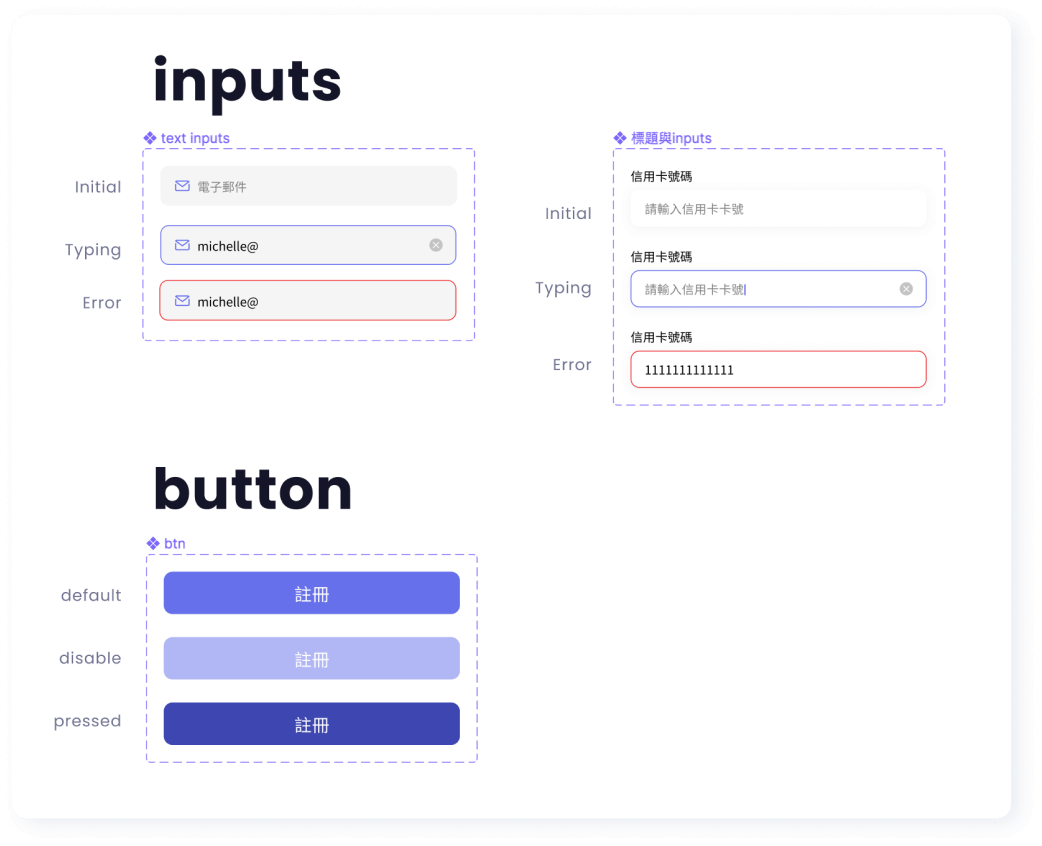 inputs
text inputs
Initial
電子郵件
Typing
michelle@
Error
michelle@
標題與inputs
信用卡號碼
Initial
請輸入信用卡卡號
信用卡號碼
Typing
請輸入信用卡卡號
信用卡號碼
Error
1111111111111
button
btn
default
註冊
disable
註冊
pressed
註冊